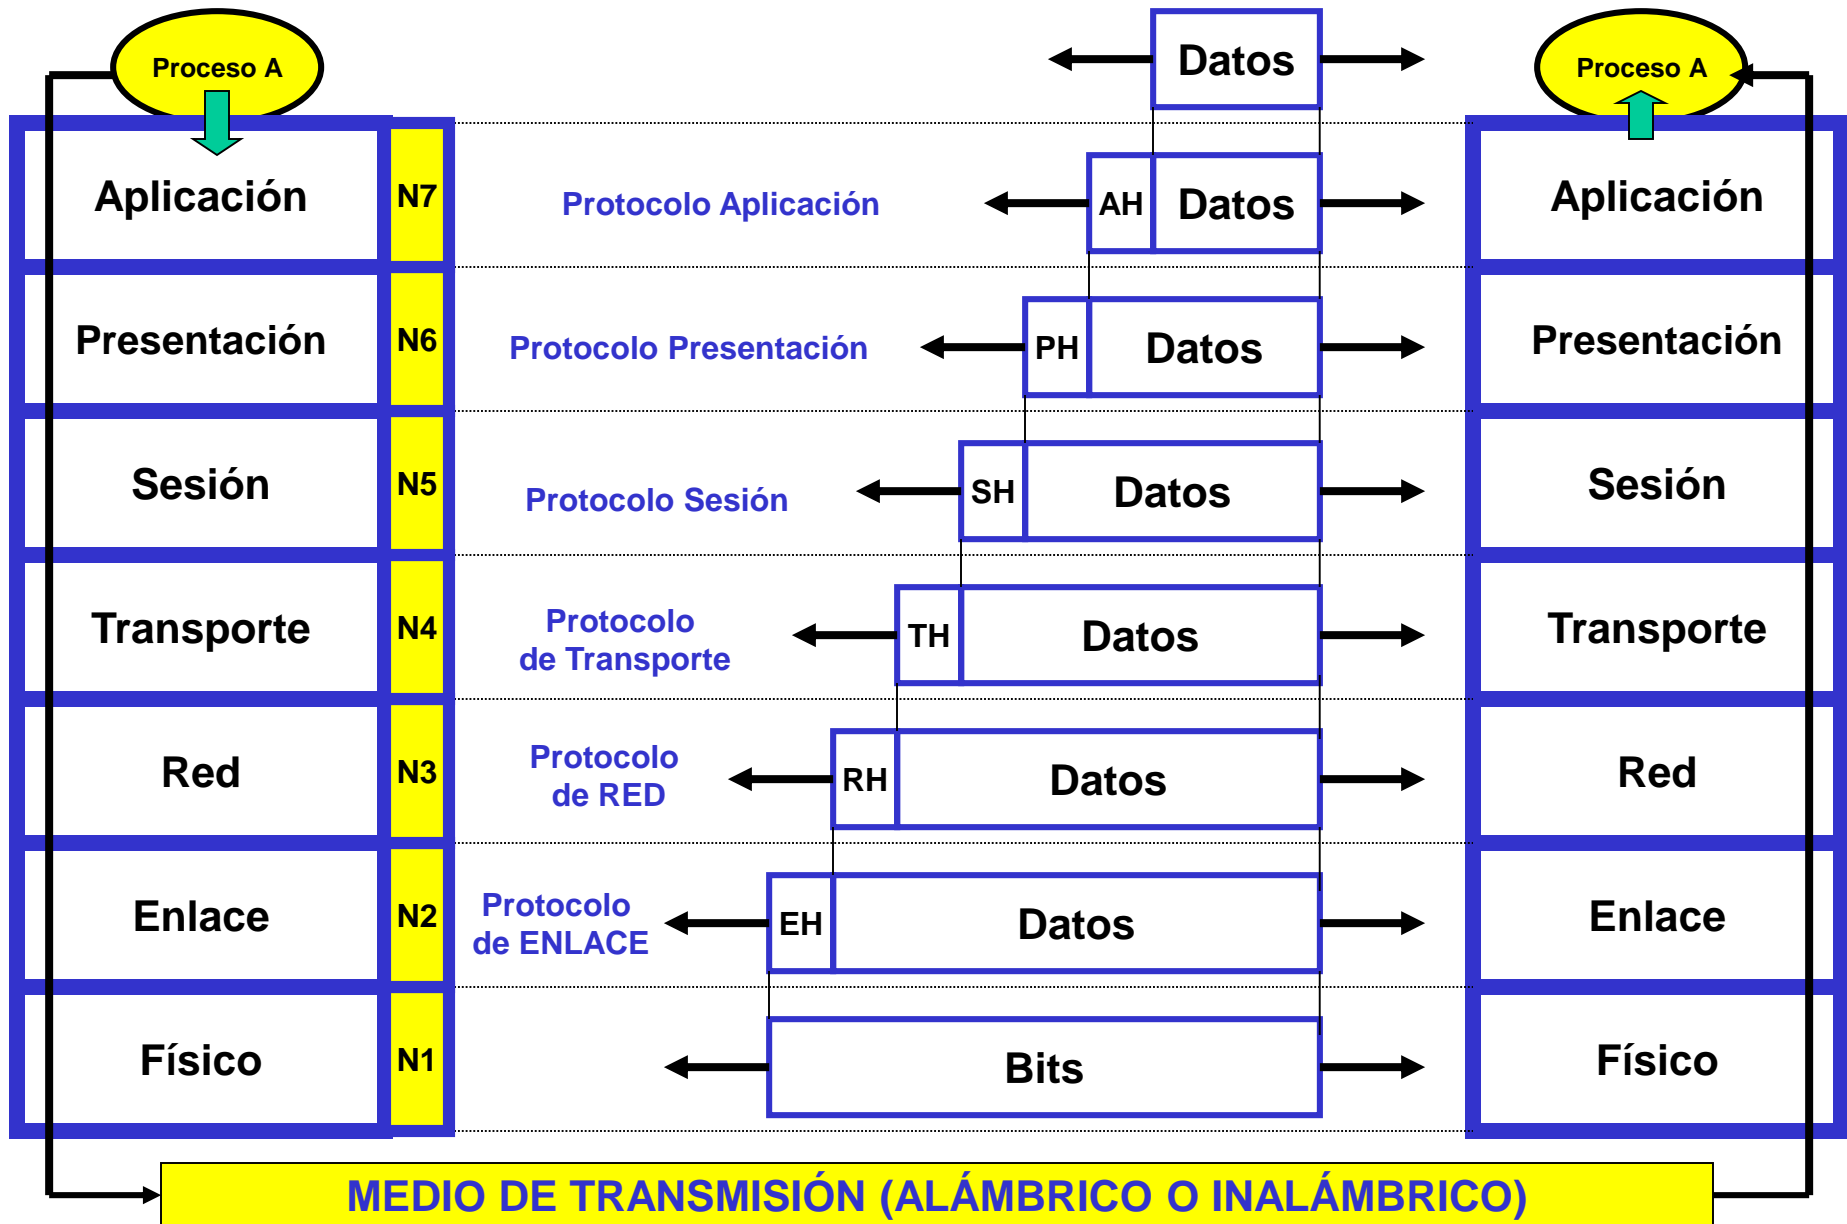 Proceso A
Datos
Proceso A
Aplicación
N7
Protocolo Aplicación
AH
Datos
Aplicación
Presentación
N6
Protocolo Presentación
PH
Datos
Presentación
Sesión
N5
Protocolo Sesión
SH
Datos
Sesión
Transporte
N4
Protocolo
de Transporte
TH
Datos
Transporte
Red
N3
Protocolo
de RED
RH
Datos
Red
Enlace
N2
Protocolo
de ENLACE
EH
Datos
Enlace
Físico
N1
Bits
Físico
MEDIO DE TRANSMISIÓN (ALÁMBRICO O INALÁMBRICO)